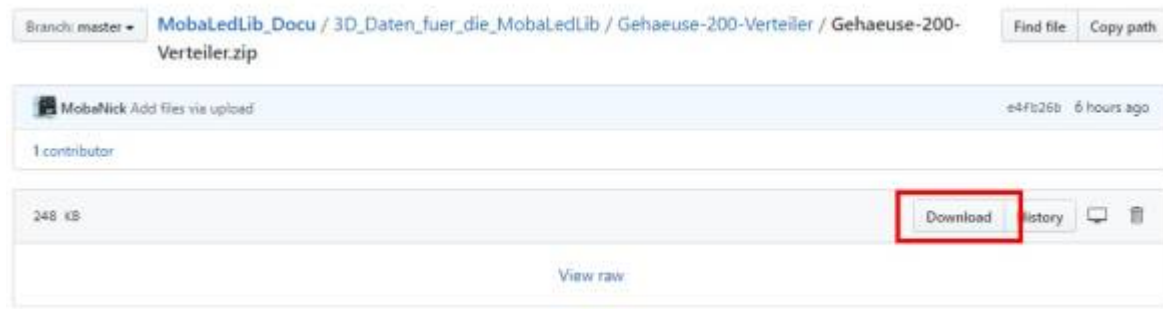 Branch: master MobaLedLib_Docu / 3D_Daten_fuer_die_MobaLedLib / Gehaeuse-200-Verteiler / Gehaeuse-200- Find file Copy path
Verteiler.zip
MobaNick Add files via upload e4fb26b 6 hours ago
1 contributor
248 KB Download History
View raw